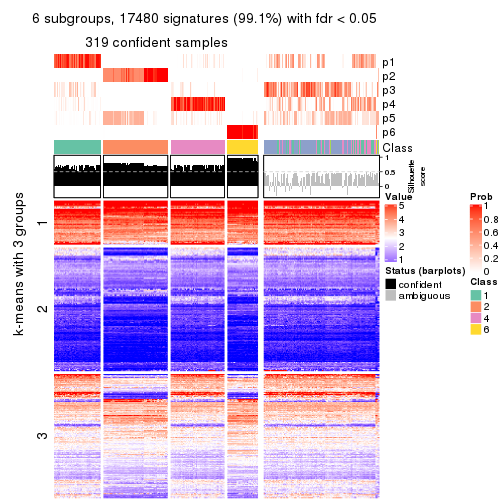 6 subgroups, 17480 signatures (99.1%) with fdr < 0.05
319 confident samples
p1
p2
p3
p4
p5
p6
Class
1
0.5
0
Silhouette
score
k-means with 3 groups
1
2
3
Value
5
4
3
2
1
Status (barplots)
confident
ambiguous
Prob
1
0.8
0.6
0.4
0.2
0
Class
1
2
4
6